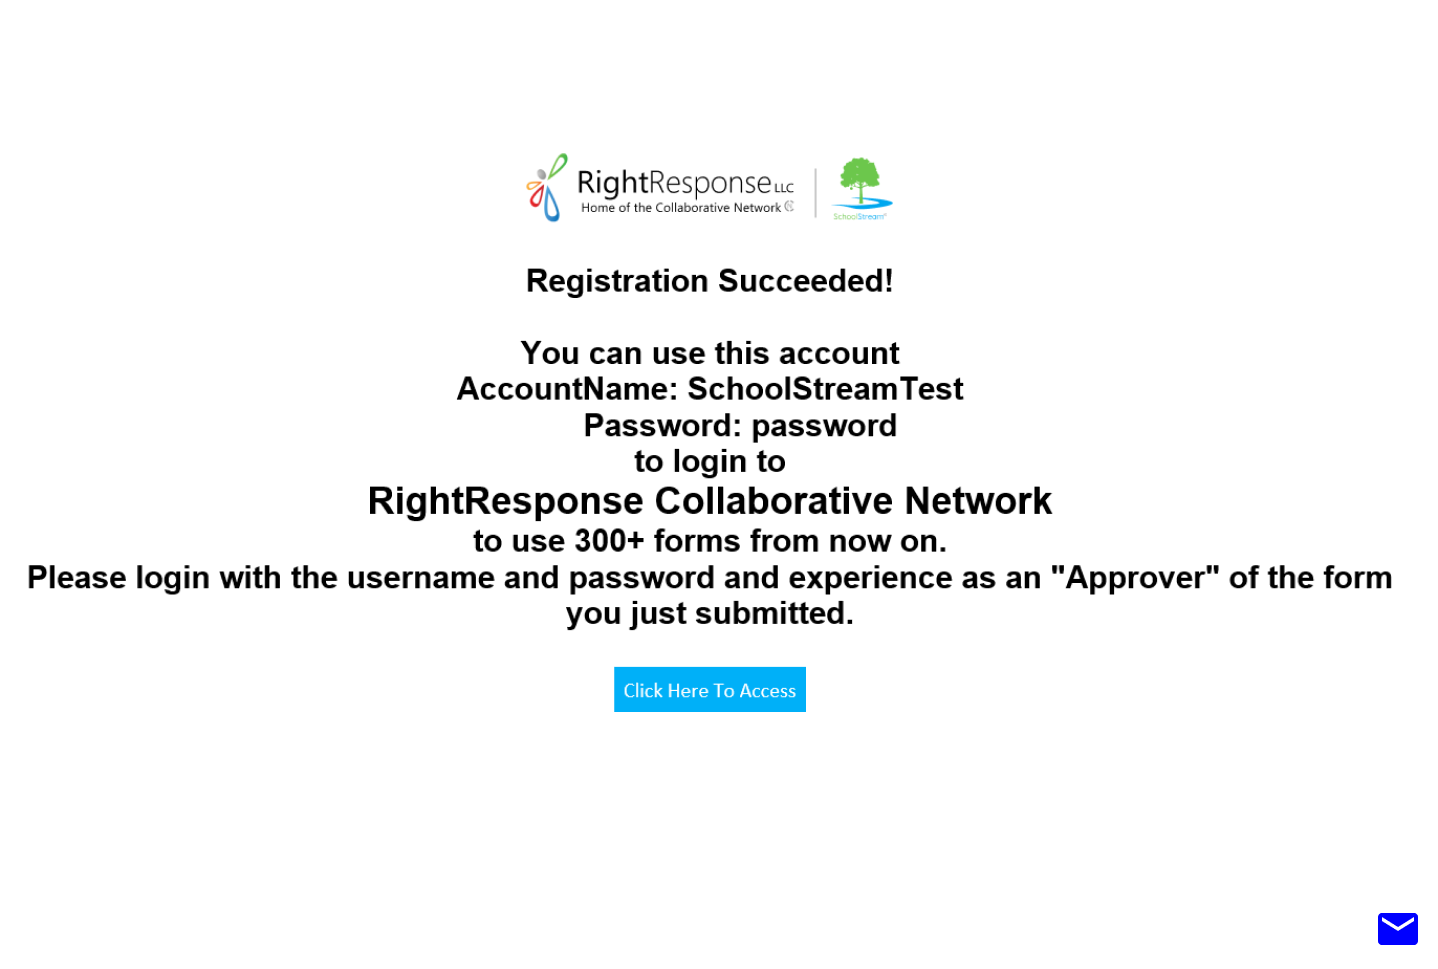 RightResponse LLC
Home of the Collaborative Network
SchoolStream
Registration Succeeded!
You can use this account
AccountName: SchoolStreamTest
Password: password
to login to
RightResponse Collaborative Network
to use 300+ forms from now on.
Please login with the username and password and experience as an "Approver" of the form
you just submitted.
Click Here To Access